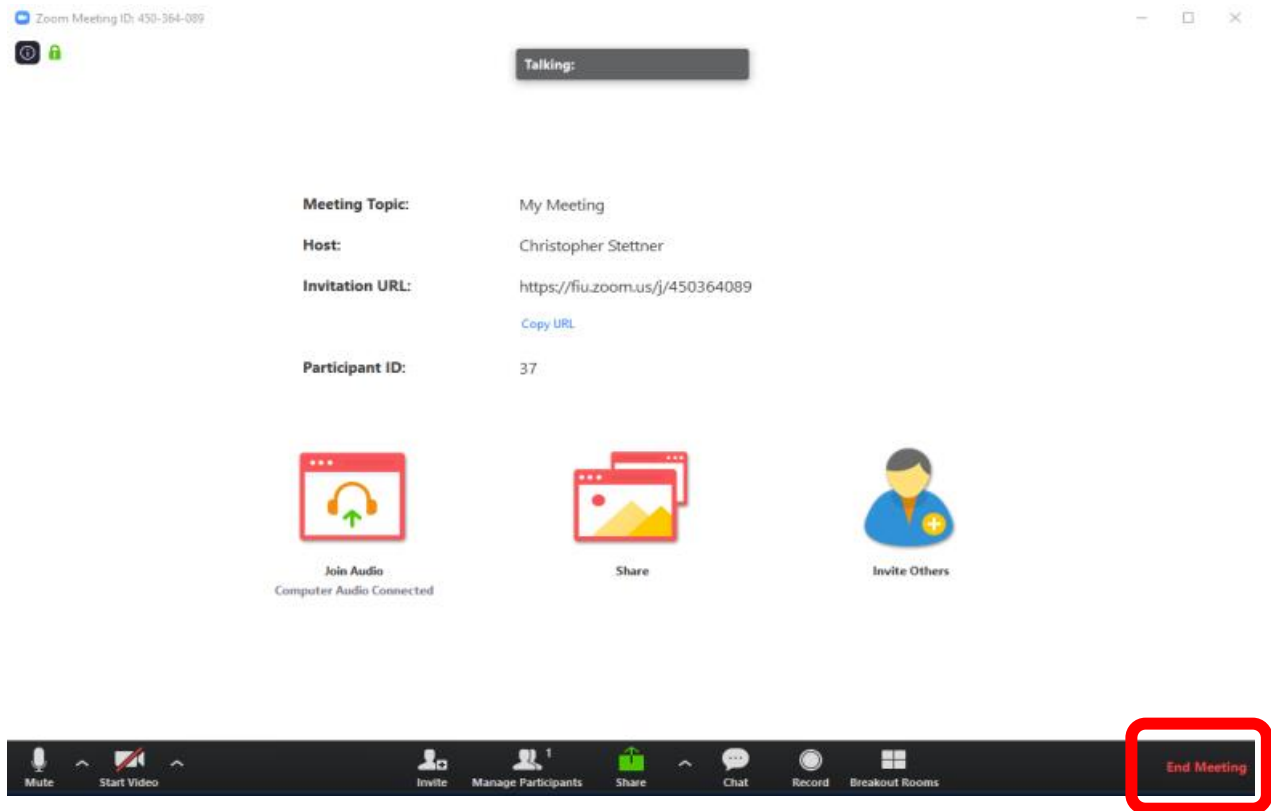 Zoom Meeting ID: 450-364-089
Talking:
Meeting Topic: My Meeting
Host: Christopher Stettner
Invitation URL: https://fiu.zoom.us/j/450364089
Copy URL
Participant ID: 37
Join Audio Share Invite Others
Computer Audio Connected
1
Mute Start Video Invite Manage Participants Share Chat Record Breakout Rooms End Meeting